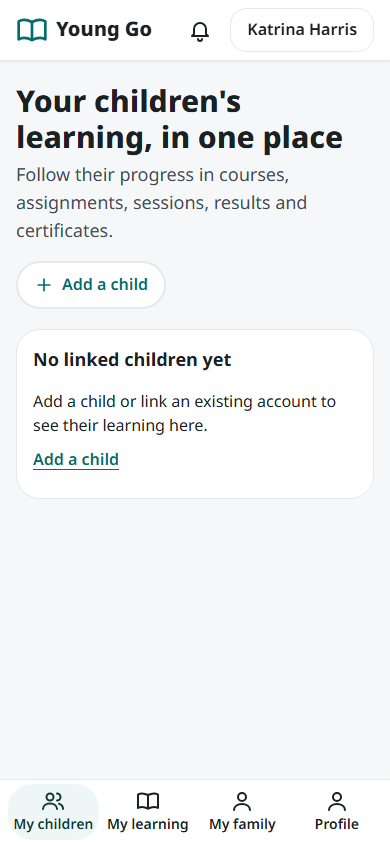 Young Go
Katrina Harris
Your children's
learning, in one place
Follow their progress in courses,
assignments, sessions, results and
certificates.
Add a child
No linked children yet
Add a child or link an existing account to
see their learning here.
Add a child
My children
My learning
My family
Profile